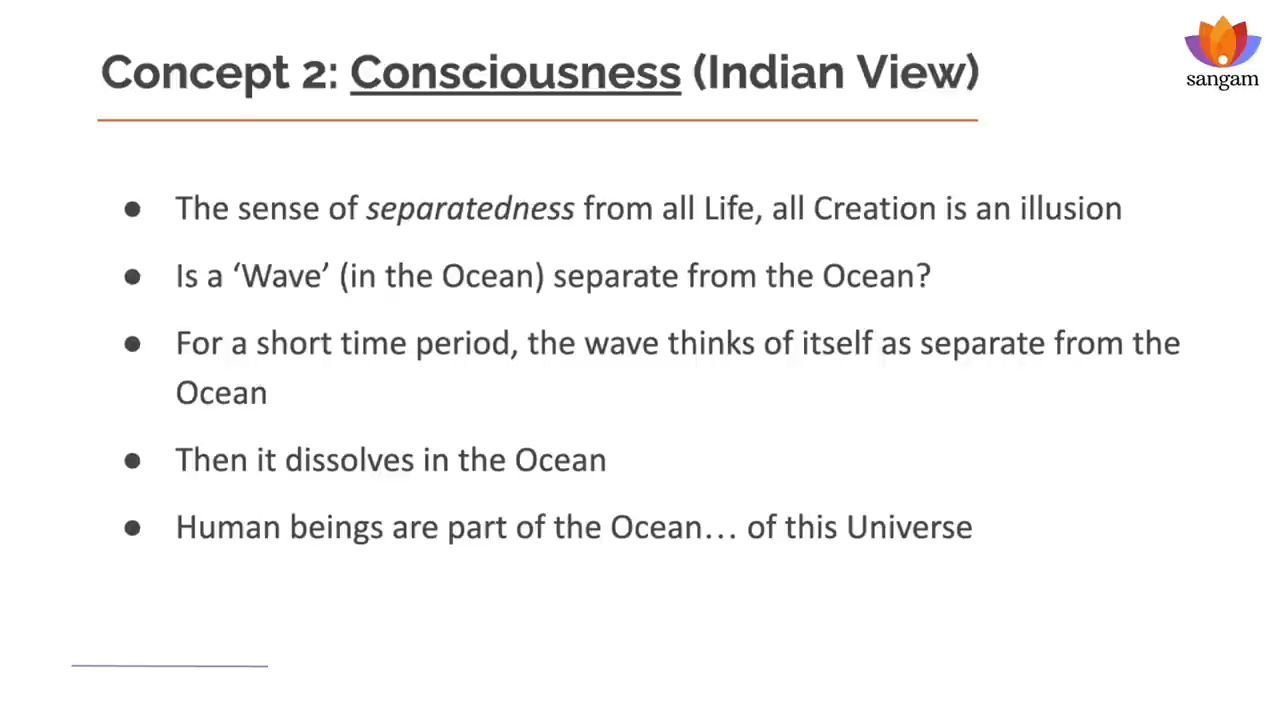 Concept 2: Consciousness (Indian View)
sangam
● The sense of separatedness from all Life, all Creation is an illusion
● Is a ‘Wave’ (in the Ocean) separate from the Ocean?
● For a short time period, the wave thinks of itself as separate from the
Ocean
● Then it dissolves in the Ocean
● Human beings are part of the Ocean… of this Universe